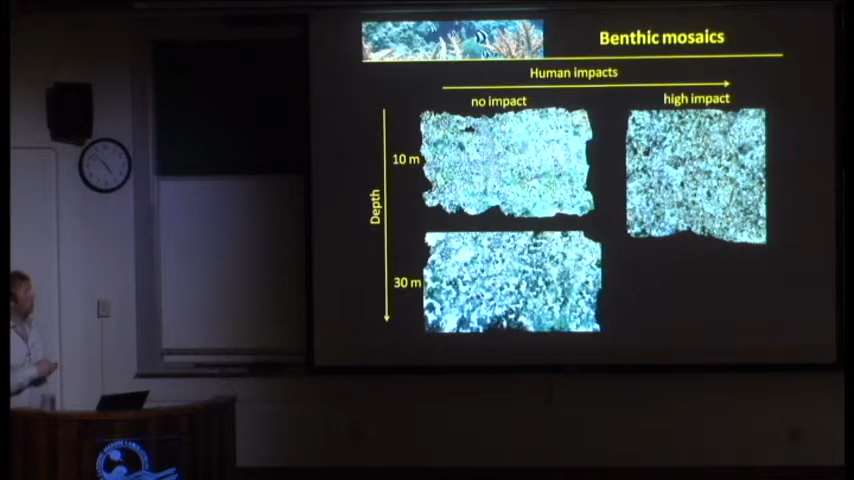 Benthic mosaics
Human impacts
no impact
high impact
10 m
Depth
30 m